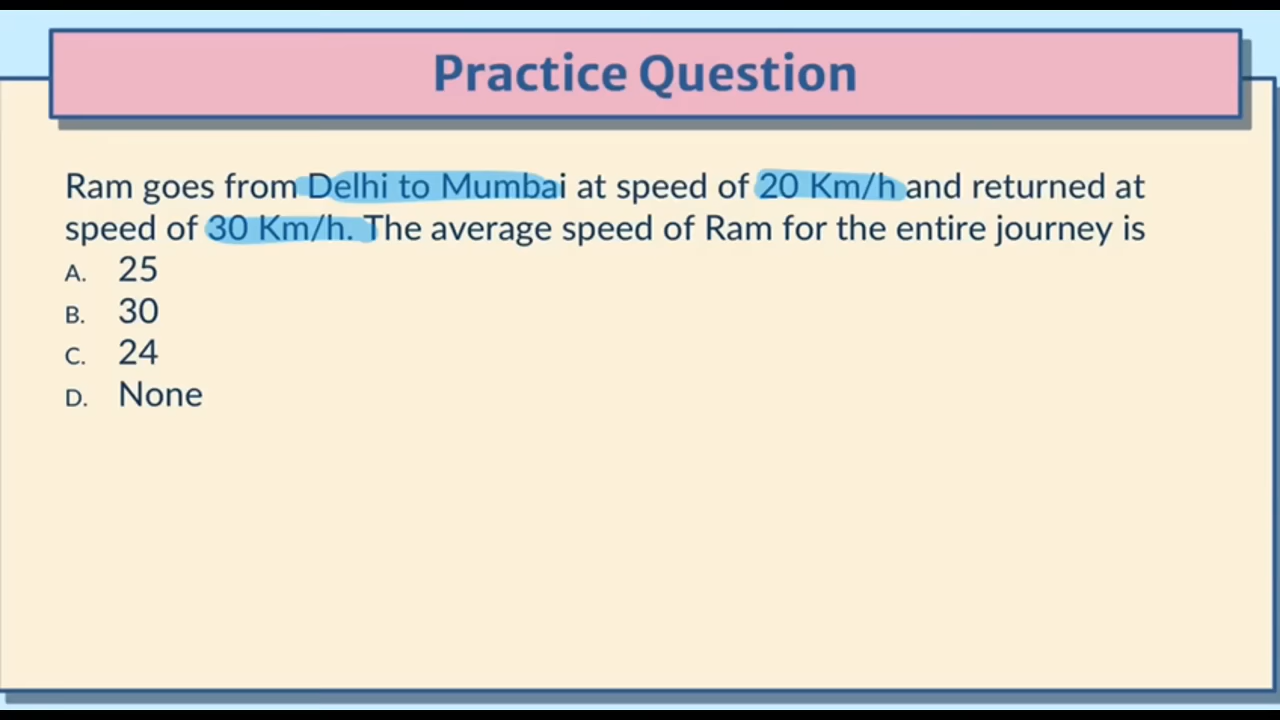 Practice Question
Ram goes from Delhi to Mumbai at speed of 20 Km/h and returned at
speed of 30 Km/h. The average speed of Ram for the entire journey is
A. 25
B. 30
C. 24
D. None